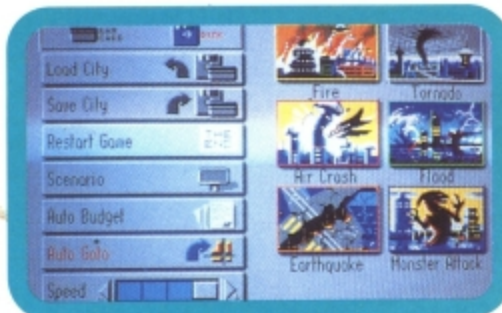 Load City
Save City
Restart Game
Scenario
Auto Budget
Auto Goto
Speed
Fire
Tornado
Air Crash
Flood
Earthquake
Monster Attack